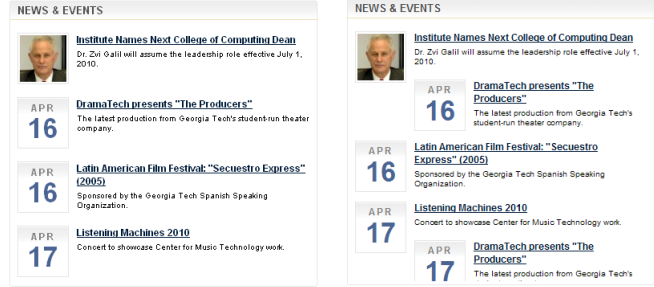 NEWS & EVENTS
Institute Names Next College of Computing Dean
Dr. Zvi Galil will assume the leadership role effective July 1,
2010.
APR
16
DramaTech presents "The Producers"
The latest production from Georgia Tech's student-run theater
company.
APR
16
Latin American Film Festival: "Secuestro Express"
(2005)
Sponsored by the Georgia Tech Spanish Speaking
Organization.
APR
17
Listening Machines 2010
Concert to showcase Center for Music Technology work.
NEWS & EVENTS
Institute Names Next College of Computing Dean
Dr. Zvi Galil will assume the leadership role effective July 1,
2010.
APR
16
DramaTech presents "The
Producers"
The latest production from Georgia Tech's
student-run theater company.
APR
16
Latin American Film Festival: "Secuestro
Express" (2005)
Sponsored by the Georgia Tech Spanish Speaking
Organization.
APR
17
Listening Machines 2010
Concert to showcase Center for Music Technology work.
APR
17
DramaTech presents "The
Producers"
The latest production from Georgia Tech's